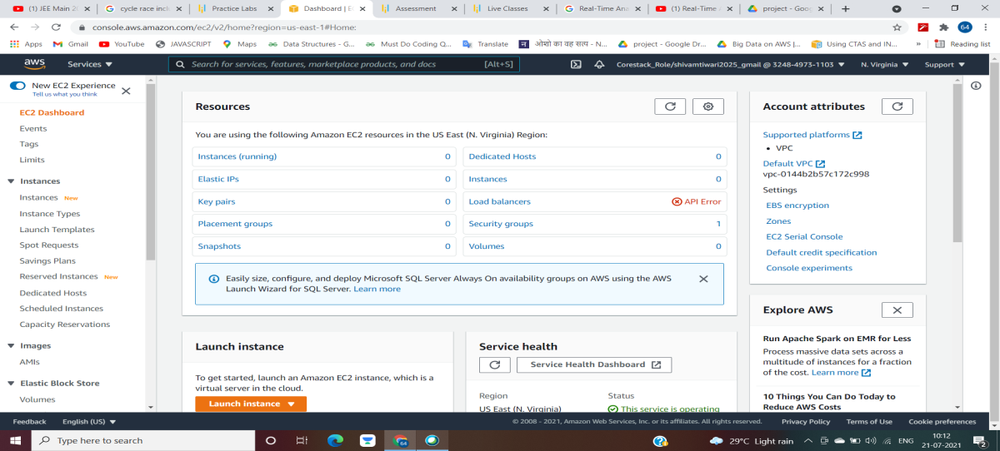 (1) JEE Main 2
cycle race incl
Practice Labs
Dashboard | E
Assessment
Live Classes
Real-Time Ana
(1) Real-Time
project - Goo
console.aws.amazon.com/ec2/v2/home?region=us-east-1#Home:
64
Apps
Gmail
YouTube
JAVASCRIPT
Maps
Data Structures - G...
Must Do Coding Q...
Translate
ओशो का वह सत्य - N...
project - Google Dr...
Big Data on AWS |...
Using CTAS and IN...
»
Reading list
aws
Services
Search for services, features, marketplace products, and docs
[Alt+S]
Corestack_Role/shivamtiwari2025_gmail @ 3248-4973-1103
N. Virginia
Support
New EC2 Experience
Tell us what you think
EC2 Dashboard
Events
Tags
Limits
Instances
Instances New
Instance Types
Launch Templates
Spot Requests
Savings Plans
Reserved Instances New
Dedicated Hosts
Scheduled Instances
Capacity Reservations
Images
AMIs
Elastic Block Store
Volumes
Resources
You are using the following Amazon EC2 resources in the US East (N. Virginia) Region:
Instances (running) 0
Dedicated Hosts 0
Elastic IPs 0
Instances 0
Key pairs 0
Load balancers API Error
Placement groups 0
Security groups 1
Snapshots 0
Volumes 0
Easily size, configure, and deploy Microsoft SQL Server Always On availability groups on AWS using the AWS
Launch Wizard for SQL Server. Learn more
Launch instance
To get started, launch an Amazon EC2 instance, which is a
virtual server in the cloud.
Launch instance
Service health
Service Health Dashboard
Region
Status
US East (N. Virginia)
This service is operating
Account attributes
Supported platforms
• VPC
Default VPC
vpc-0144b2b57c172c998
Settings
EBS encryption
Zones
EC2 Serial Console
Default credit specification
Console experiments
Explore AWS
Run Apache Spark on EMR for Less
Process massive data sets across a
multitude of instances for a fraction
of the cost. Learn more
10 Things You Can Do Today to
Reduce AWS Costs
Feedback
English (US)
© 2008 - 2021, Amazon Web Services, Inc. or its affiliates. All rights reserved.
Privacy Policy
Terms of Use
Cookie preferences
Type here to search
64
29°C Light rain
ENG
10:12
21-07-2021
2